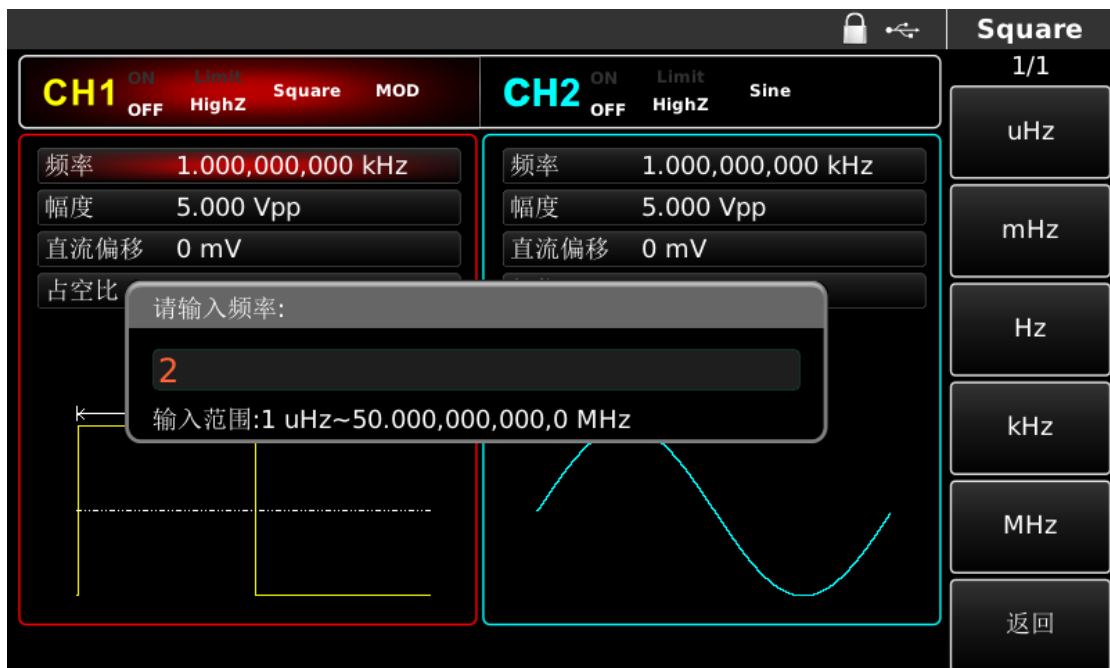 Square
1/1
CH1 ON OFF Limit HighZ Square MOD
CH2 ON OFF Limit HighZ Sine
频率 1.000,000,000 kHz
幅度 5.000 Vpp
直流偏移 0 mV
占空比
频率 1.000,000,000 kHz
幅度 5.000 Vpp
直流偏移 0 mV
请输入频率:
2
输入范围:1 uHz~50.000,000,000,0 MHz
uHz
mHz
Hz
kHz
MHz
返回